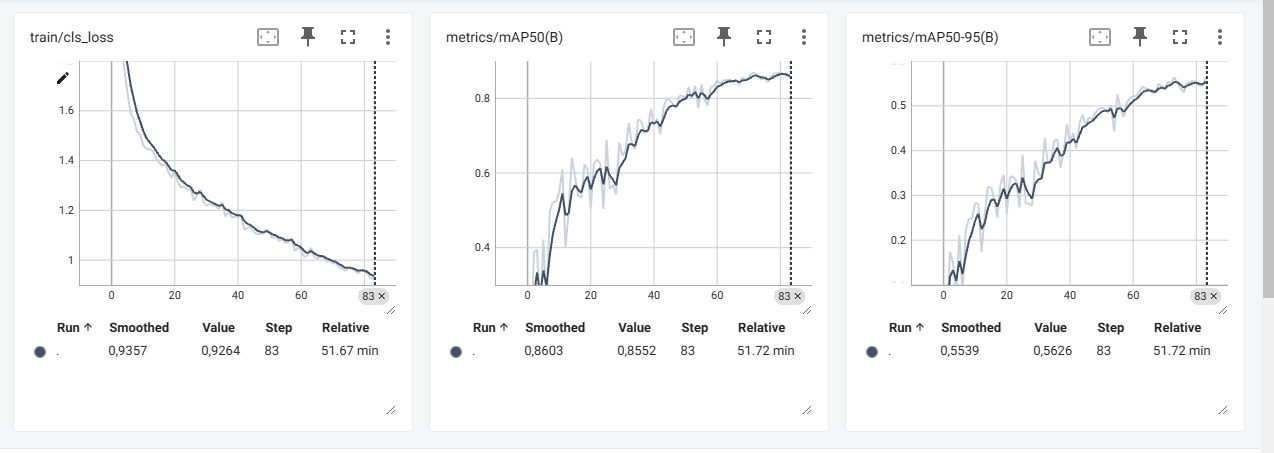 train/cls_loss
1.6
1.4
1.2
1
0 20 40 60 83 ×
Run ↑ Smoothed Value Step Relative
. 0,9357 0,9264 83 51.67 min
metrics/mAP50(B)
0.8
0.6
0.4
0 20 40 60 83 ×
Run ↑ Smoothed Value Step Relative
. 0,8603 0,8552 83 51.72 min
metrics/mAP50-95(B)
0.5
0.4
0.3
0.2
0 20 40 60 83 ×
Run ↑ Smoothed Value Step Relative
. 0,5539 0,5626 83 51.72 min